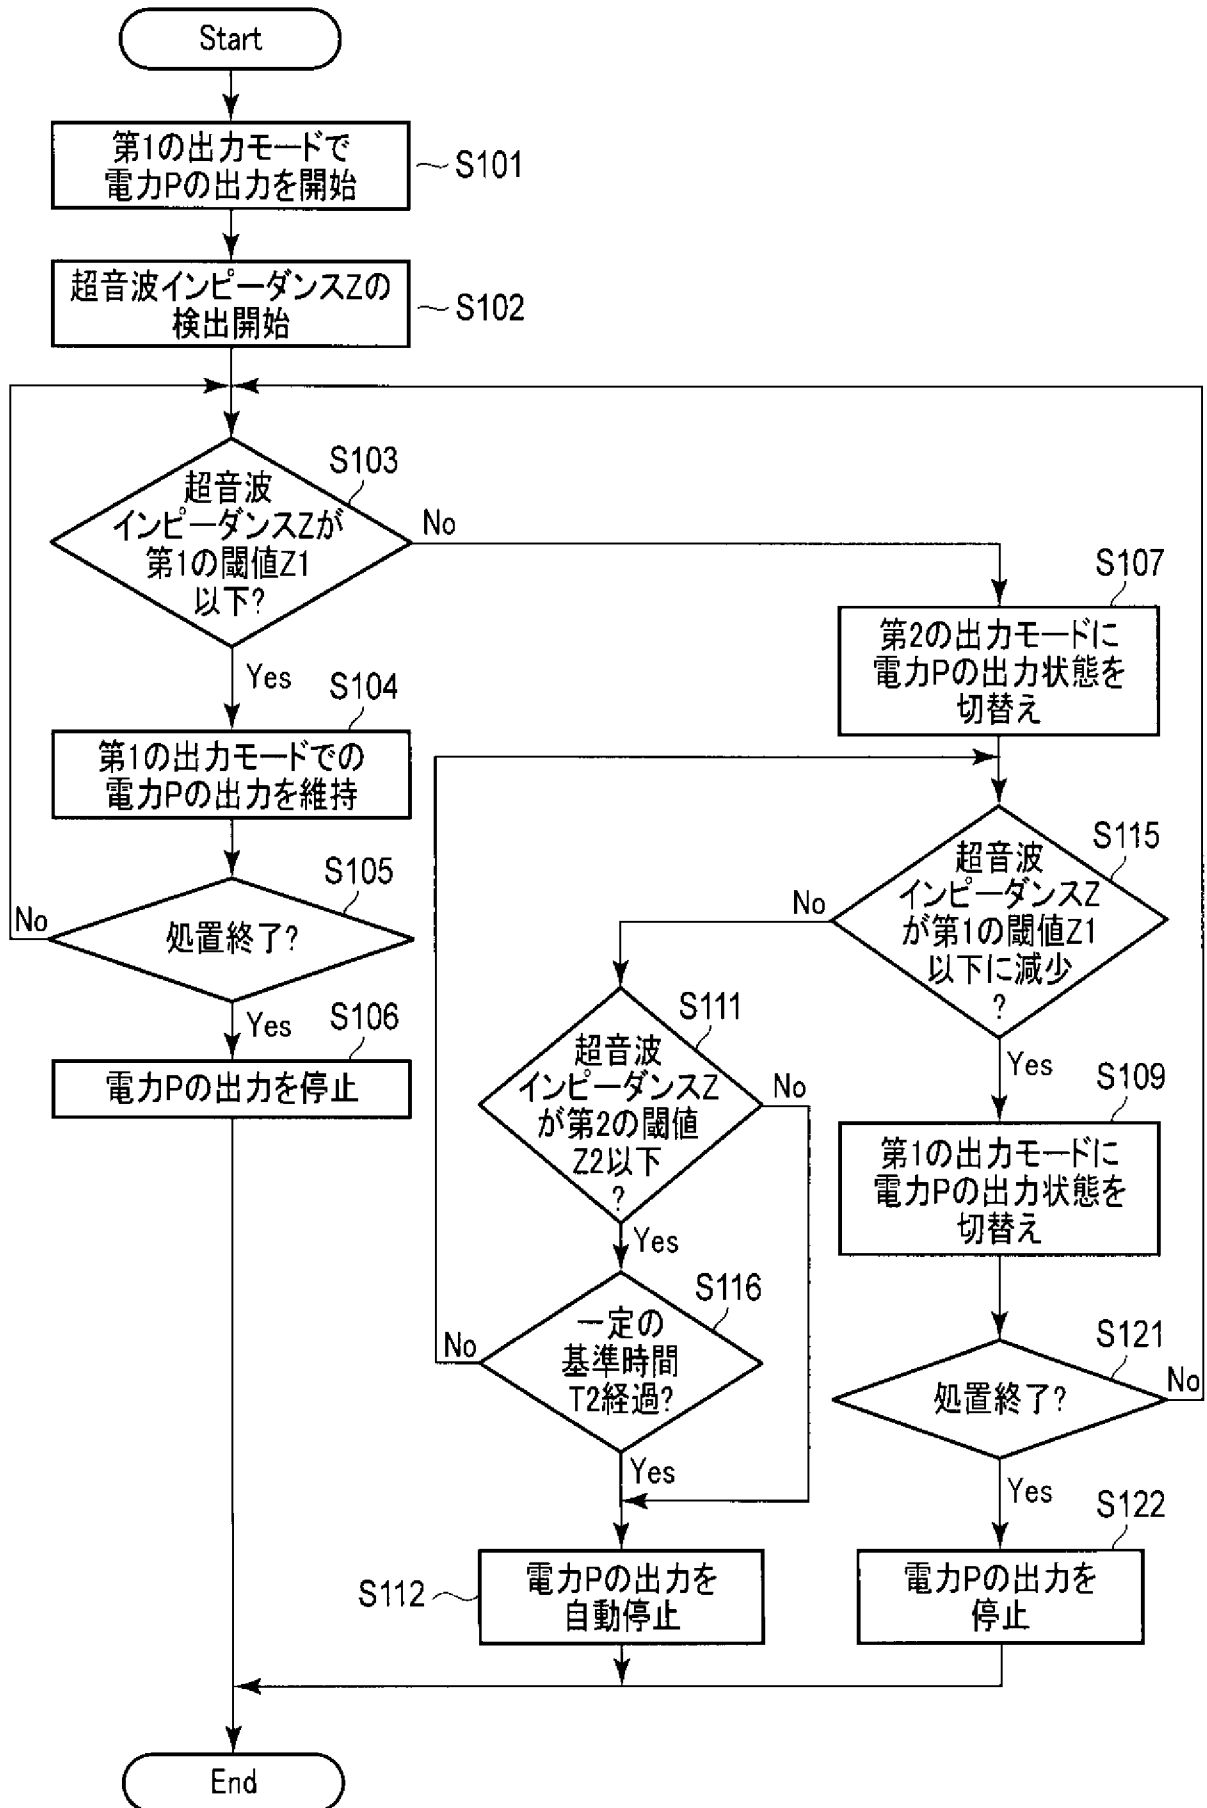 Start
第1の出力モードで
電力Pの出力を開始
S101
超音波インピーダンスZの
検出開始
S102
S103
超音波
インピーダンスZが
第1の閾値Z1
以下?
No
Yes
S104
第1の出力モードでの
電力Pの出力を維持
S105
処置終了?
No
Yes
S106
電力Pの出力を停止
S107
第2の出力モードに
電力Pの出力状態を
切替え
S115
超音波
インピーダンスZ
が第1の閾値Z1
以下に減少
?
No
Yes
S111
超音波
インピーダンスZ
が第2の閾値
Z2以下
?
No
Yes
S116
一定の
基準時間
T2経過?
No
Yes
S112
電力Pの出力を
自動停止
S109
第1の出力モードに
電力Pの出力状態を
切替え
S121
処置終了?
No
Yes
S122
電力Pの出力を
停止
End